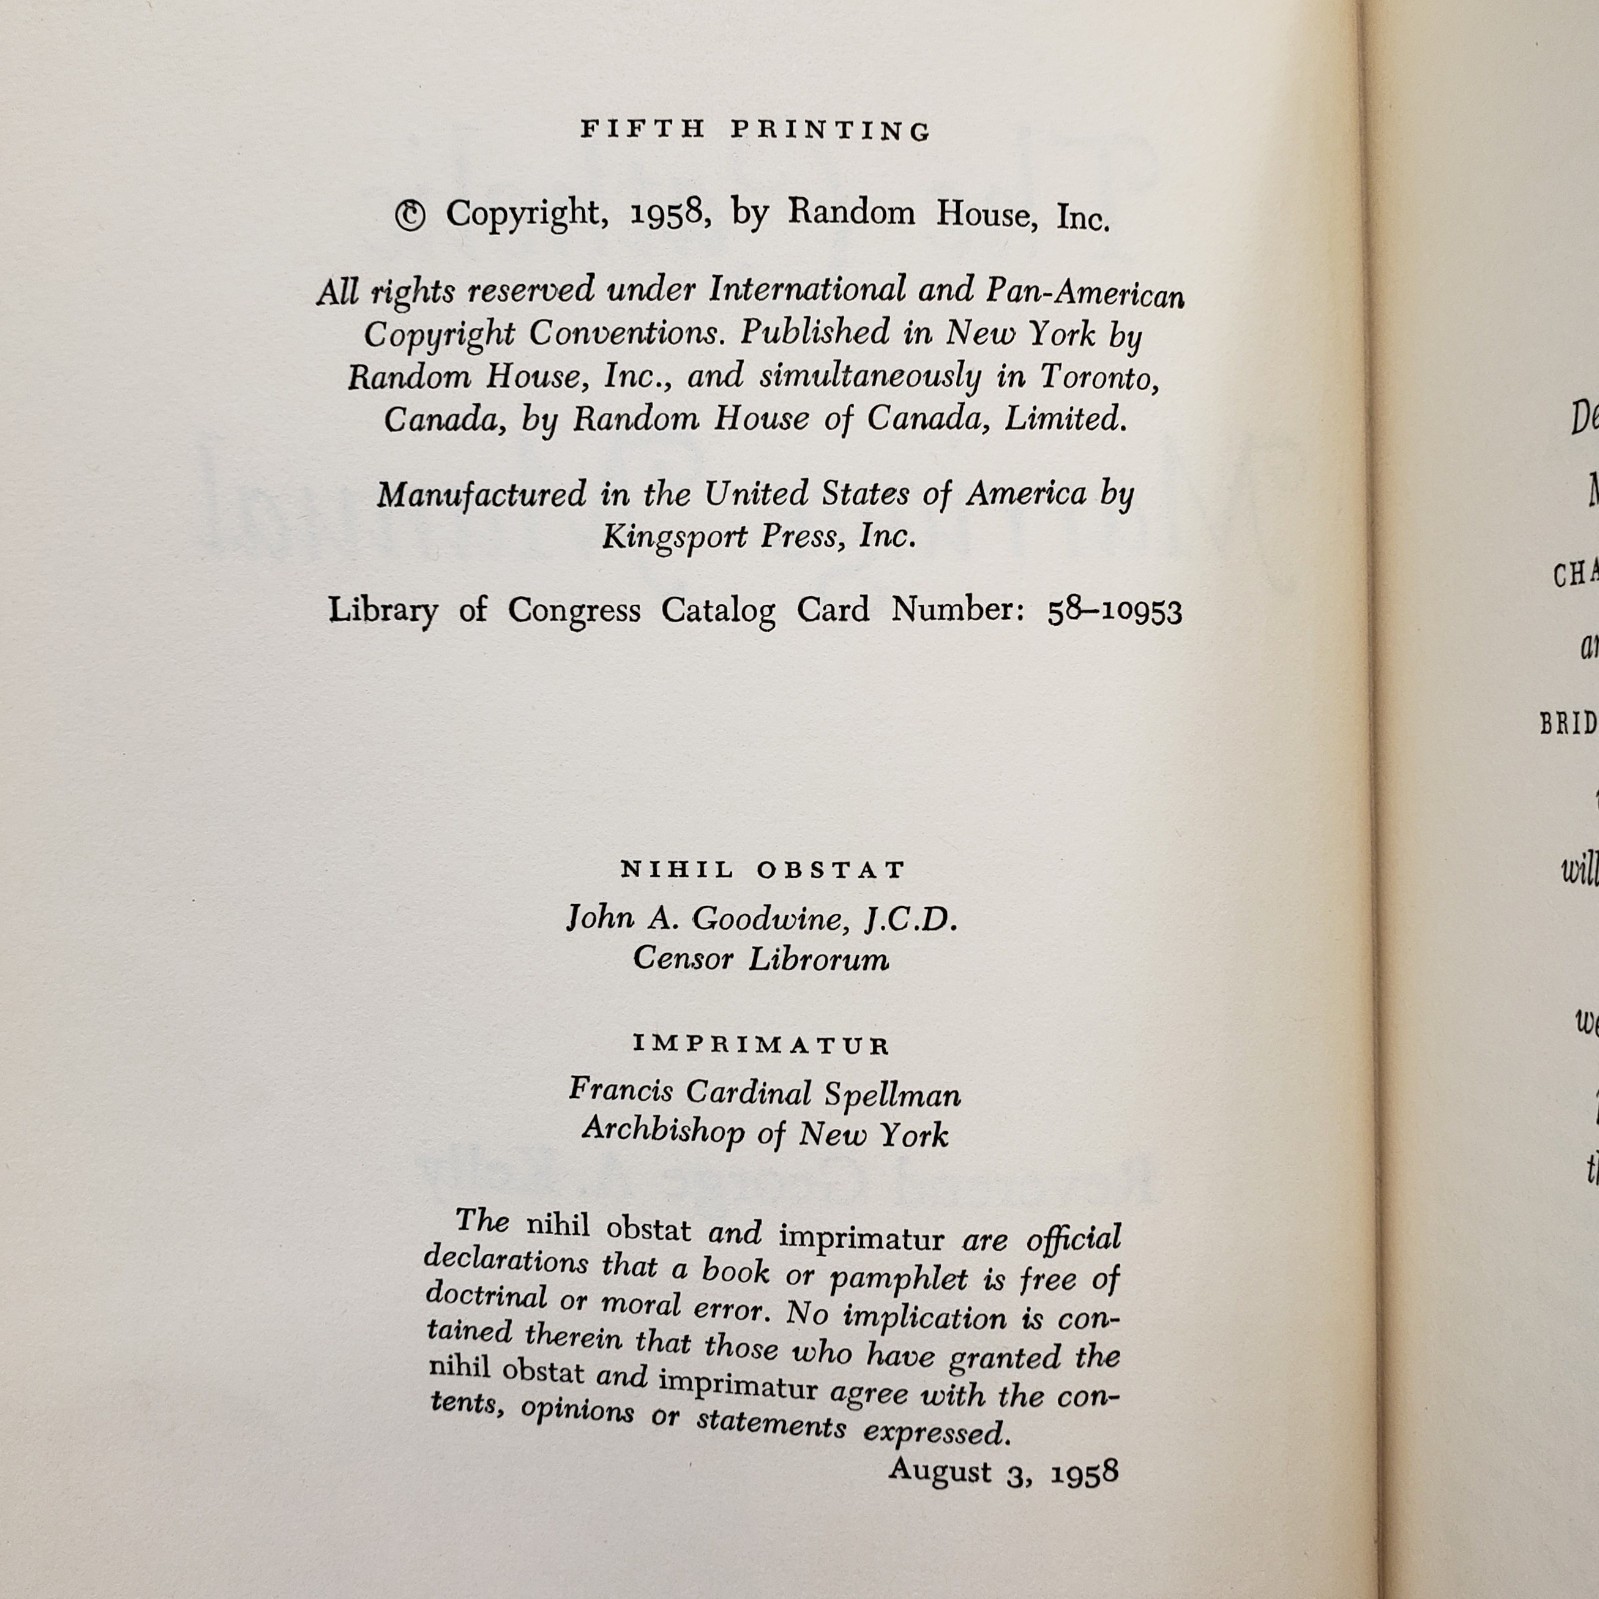 FIFTH PRINTING
© Copyright, 1958, by Random House, Inc.
All rights reserved under International and Pan-American
Copyright Conventions. Published in New York by
Random House, Inc., and simultaneously in Toronto,
Canada, by Random House of Canada, Limited.
Manufactured in the United States of America by
Kingsport Press, Inc.
Library of Congress Catalog Card Number: 58–10953
NIHIL OBSTAT
John A. Goodwine, J.C.D.
Censor Librorum
IMPRIMATUR
Francis Cardinal Spellman
Archbishop of New York
The nihil obstat and imprimatur are official
declarations that a book or pamphlet is free of
doctrinal or moral error. No implication is con-
tained therein that those who have granted the
nihil obstat and imprimatur agree with the con-
tents, opinions or statements expressed.
August 3, 1958
will